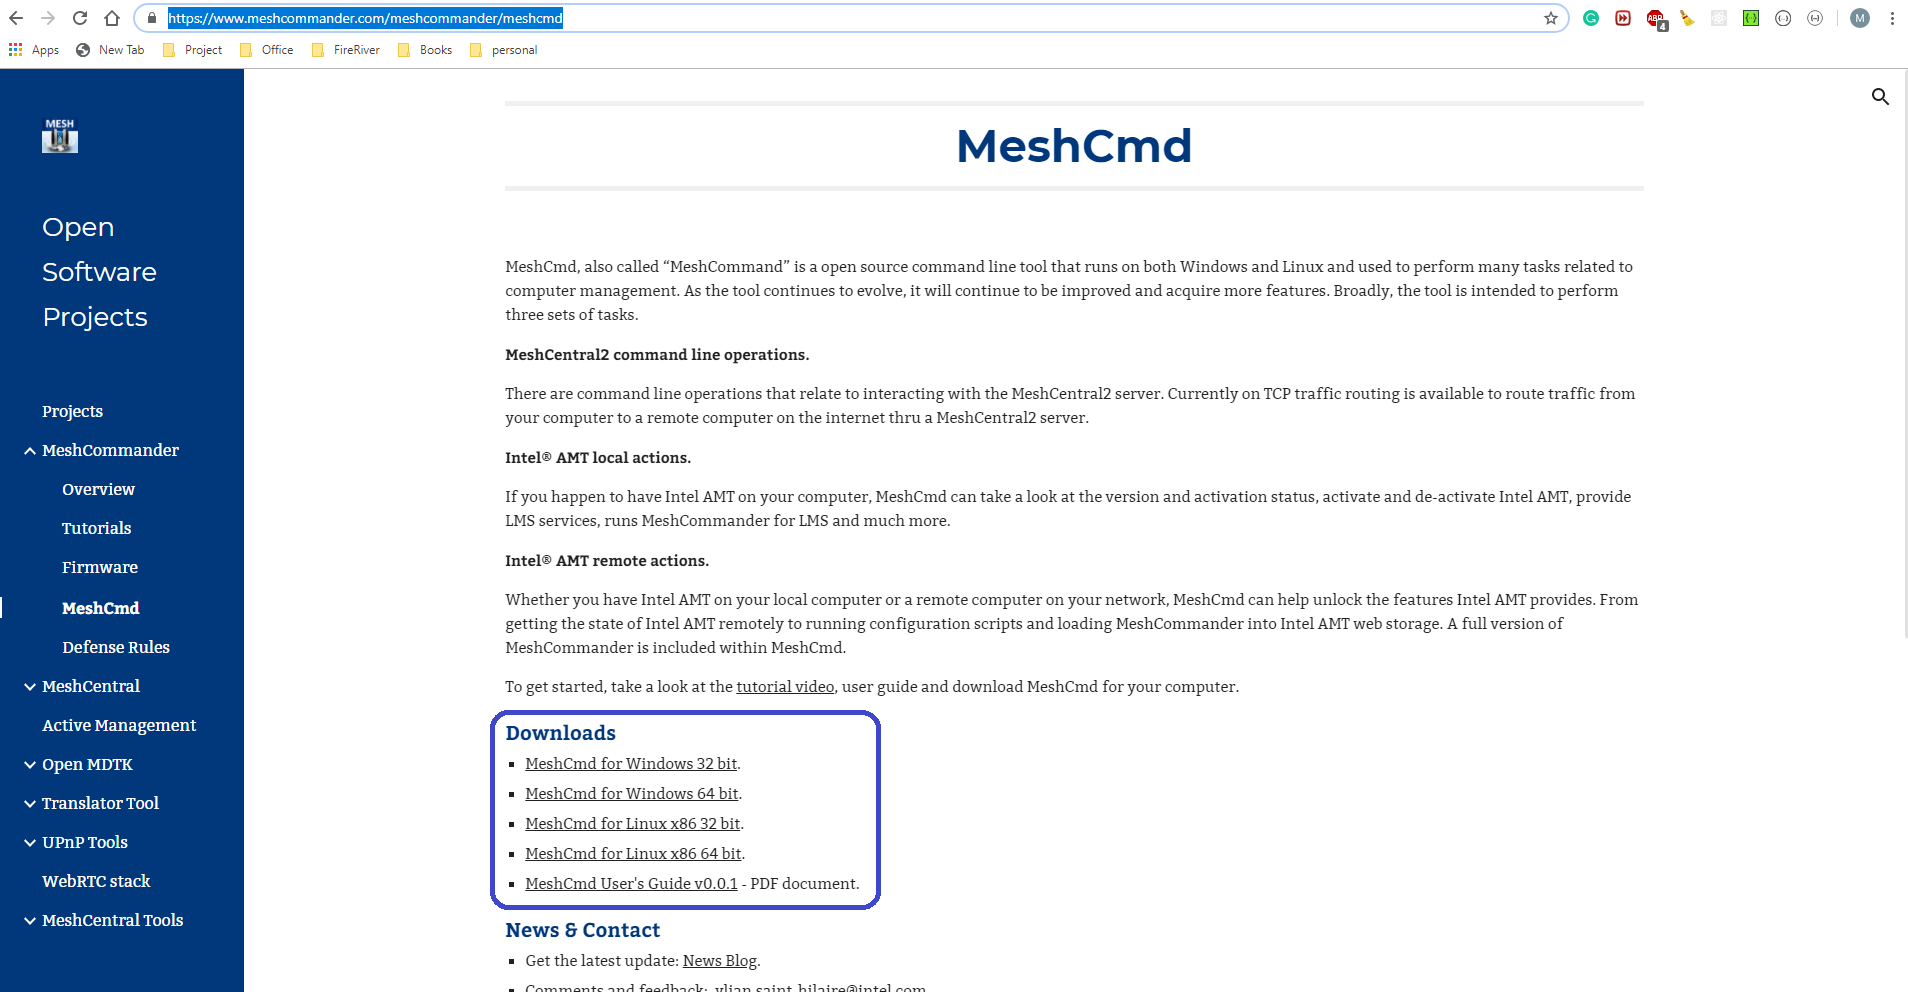 https://www.meshcommander.com/meshcommander/meshcmd
ABP
4
M
Apps
New Tab
Project
Office
FireRiver
Books
personal
MESH
Open
Software
Projects
Projects
MeshCommander
Overview
Tutorials
Firmware
MeshCmd
Defense Rules
MeshCentral
Active Management
Open MDTK
Translator Tool
UPnP Tools
WebRTC stack
MeshCentral Tools
MeshCmd
MeshCmd, also called “MeshCommand” is a open source command line tool that runs on both Windows and Linux and used to perform many tasks related to
computer management. As the tool continues to evolve, it will continue to be improved and acquire more features. Broadly, the tool is intended to perform
three sets of tasks.
MeshCentral2 command line operations.
There are command line operations that relate to interacting with the MeshCentral2 server. Currently on TCP traffic routing is available to route traffic from
your computer to a remote computer on the internet thru a MeshCentral2 server.
Intel® AMT local actions.
If you happen to have Intel AMT on your computer, MeshCmd can take a look at the version and activation status, activate and de-activate Intel AMT, provide
LMS services, runs MeshCommander for LMS and much more.
Intel® AMT remote actions.
Whether you have Intel AMT on your local computer or a remote computer on your network, MeshCmd can help unlock the features Intel AMT provides. From
getting the state of Intel AMT remotely to running configuration scripts and loading MeshCommander into Intel AMT web storage. A full version of
MeshCommander is included within MeshCmd.
To get started, take a look at the tutorial video, user guide and download MeshCmd for your computer.
Downloads
MeshCmd for Windows 32 bit.
MeshCmd for Windows 64 bit.
MeshCmd for Linux x86 32 bit.
MeshCmd for Linux x86 64 bit.
MeshCmd User's Guide v0.0.1 - PDF document.
News & Contact
Get the latest update: News Blog.
Comments and feedback: ylian.saint-hilaire@intel.com